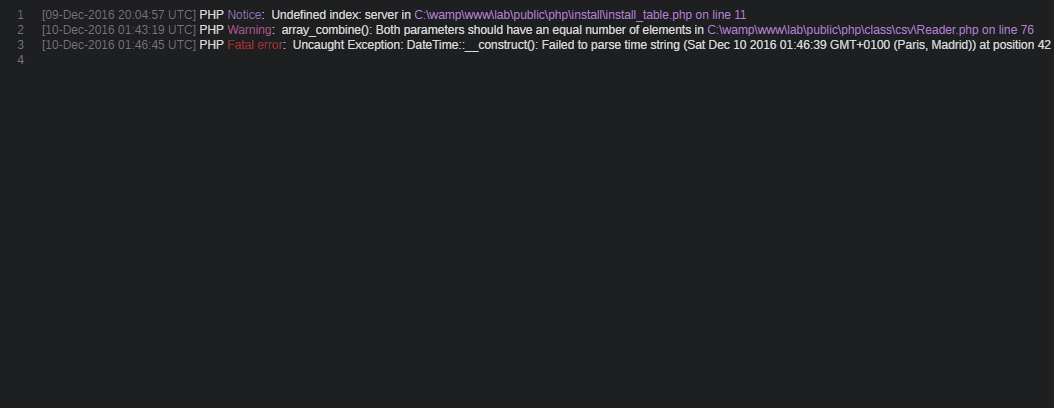 1 [09-Dec-2016 20:04:57 UTC] PHP Notice:  Undefined index: server in C:\wamp\www\lab\public\php\install\install_table.php on line 11
2 [10-Dec-2016 01:43:19 UTC] PHP Warning:  array_combine(): Both parameters should have an equal number of elements in C:\wamp\www\lab\public\php\class\csv\Reader.php on line 76
3 [10-Dec-2016 01:46:45 UTC] PHP Fatal error:  Uncaught Exception: DateTime::__construct(): Failed to parse time string (Sat Dec 10 2016 01:46:39 GMT+0100 (Paris, Madrid)) at position 42
4